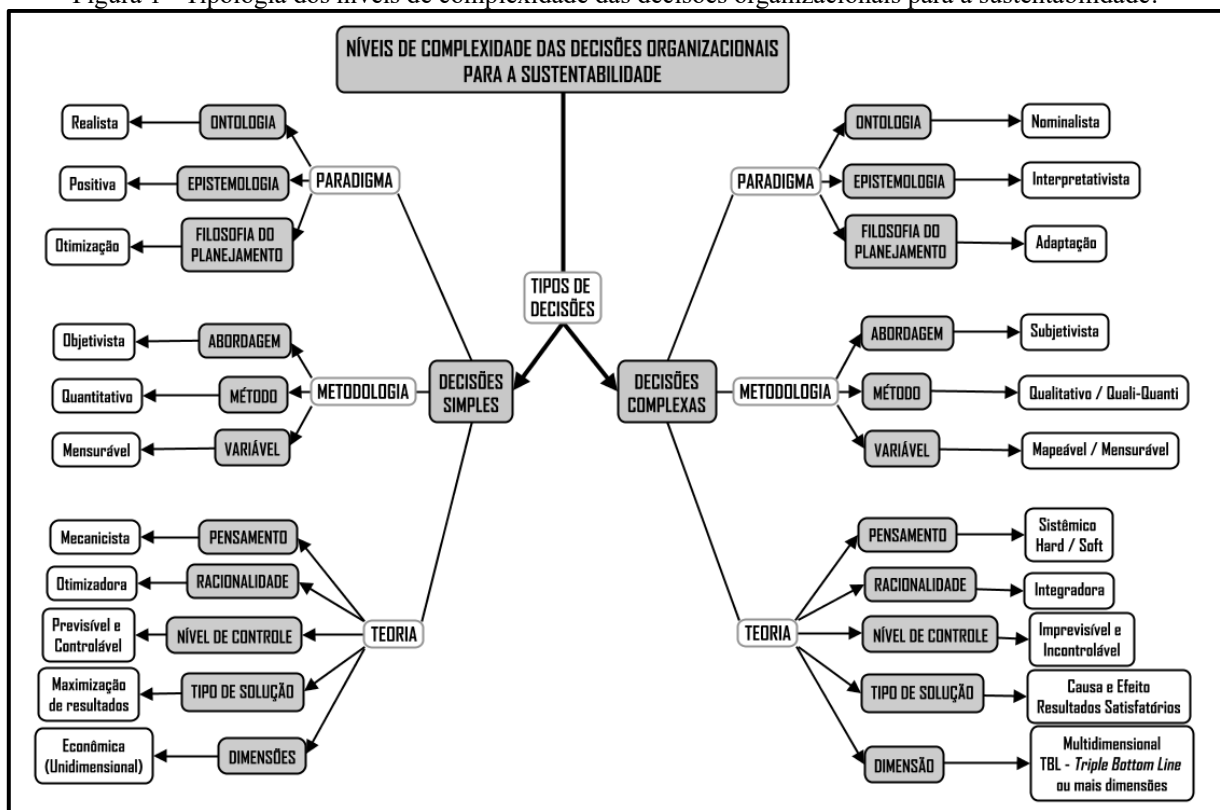 Figura 1 – Tipologia dos níveis de complexidade das decisões organizacionais para a sustentabilidade.
NÍVEIS DE COMPLEXIDADE DAS DECISÕES ORGANIZACIONAIS
PARA A SUSTENTABILIDADE
TIPOS DE
DECISÕES
DECISÕES
SIMPLES
PARADIGMA
ONTOLOGIA
Realista
EPISTEMOLOGIA
Positiva
FILOSOFIA DO
PLANEJAMENTO
Otimização
METODOLOGIA
ABORDAGEM
Objetivista
MÉTODO
Quantitativo
VARIÁVEL
Mensurável
TEORIA
PENSAMENTO
Mecanicista
RACIONALIDADE
Otimizadora
NÍVEL DE CONTROLE
Previsível e
Controlável
TIPO DE SOLUÇÃO
Maximização
de resultados
DIMENSÕES
Econômica
(Unidimensional)
DECISÕES
COMPLEXAS
PARADIGMA
ONTOLOGIA
Nominalista
EPISTEMOLOGIA
Interpretativista
FILOSOFIA DO
PLANEJAMENTO
Adaptação
METODOLOGIA
ABORDAGEM
Subjetivista
MÉTODO
Qualitativo / Quali-Quanti
VARIÁVEL
Mapeável / Mensurável
TEORIA
PENSAMENTO
Sistêmico
Hard / Soft
RACIONALIDADE
Integradora
NÍVEL DE CONTROLE
Imprevisível e
Incontrolável
TIPO DE SOLUÇÃO
Causa e Efeito
Resultados Satisfatórios
DIMENSÃO
Multidimensional
TBL - Triple Bottom Line
ou mais dimensões